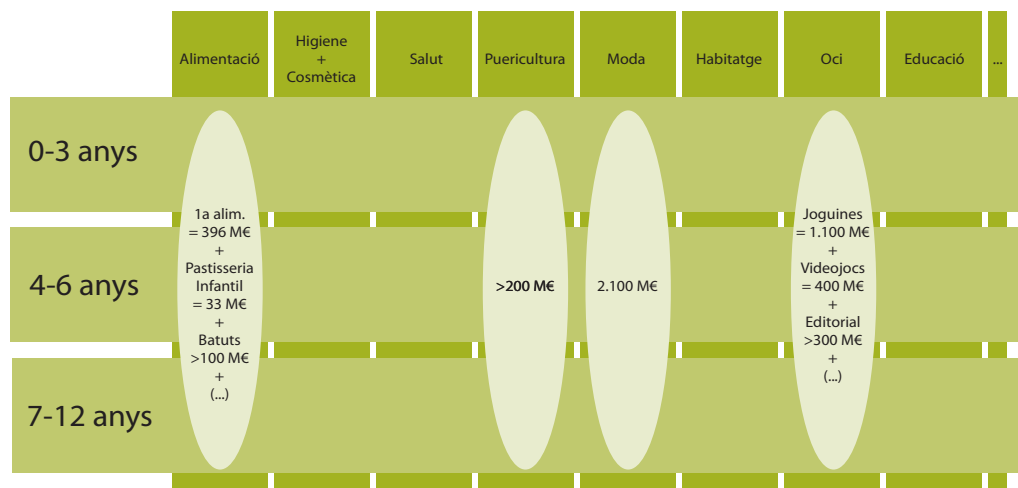 Alimentació
Higiene
+
Cosmètica
Salut
Puericultura
Moda
Habitatge
Oci
Educació
...
0-3 anys
4-6 anys
7-12 anys
1a alim.
= 396 M€
+
Pastisseria
Infantil
= 33 M€
+
Batuts
>100 M€
+
(...)
>200 M€
2.100 M€
Joguines
= 1.100 M€
+
Videojocs
= 400 M€
+
Editorial
>300 M€
+
(...)